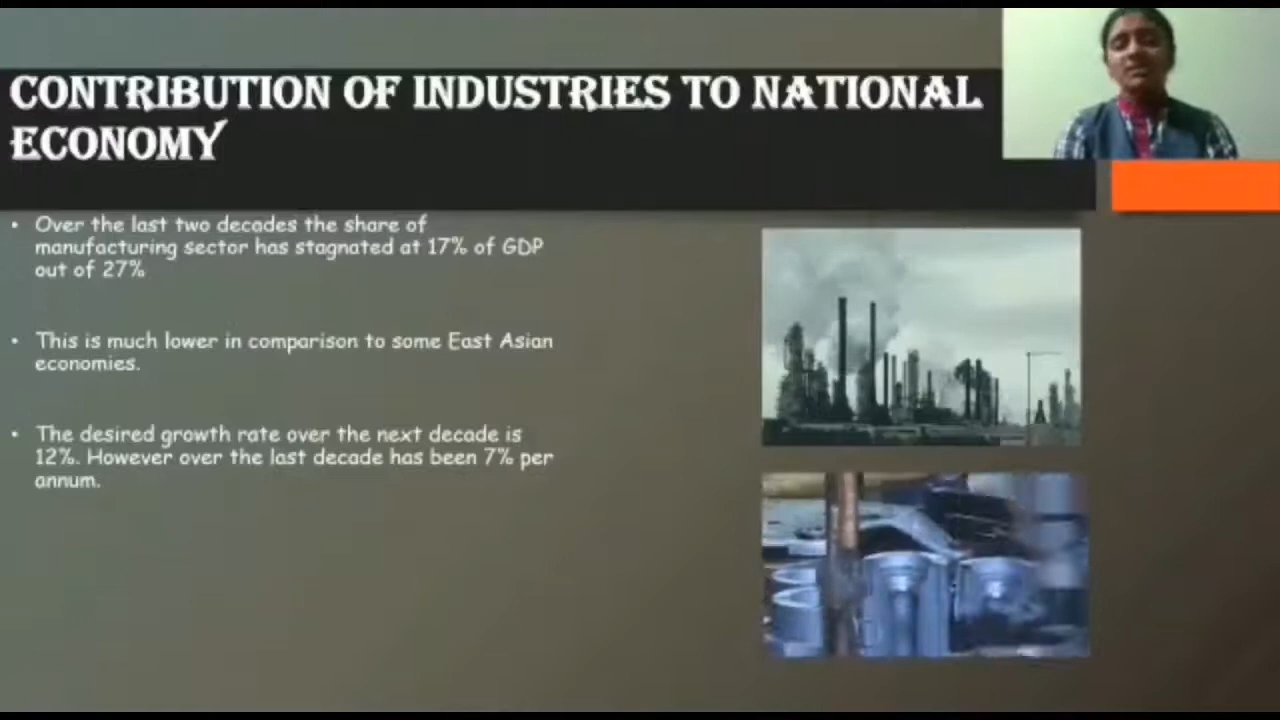 CONTRIBUTION OF INDUSTRIES TO NATIONAL
ECONOMY
• Over the last two decades the share of
manufacturing sector has stagnated at 17% of GDP
out of 27%
• This is much lower in comparison to some East Asian
economies.
• The desired growth rate over the next decade is
12%. However over the last decade has been 7% per
annum.